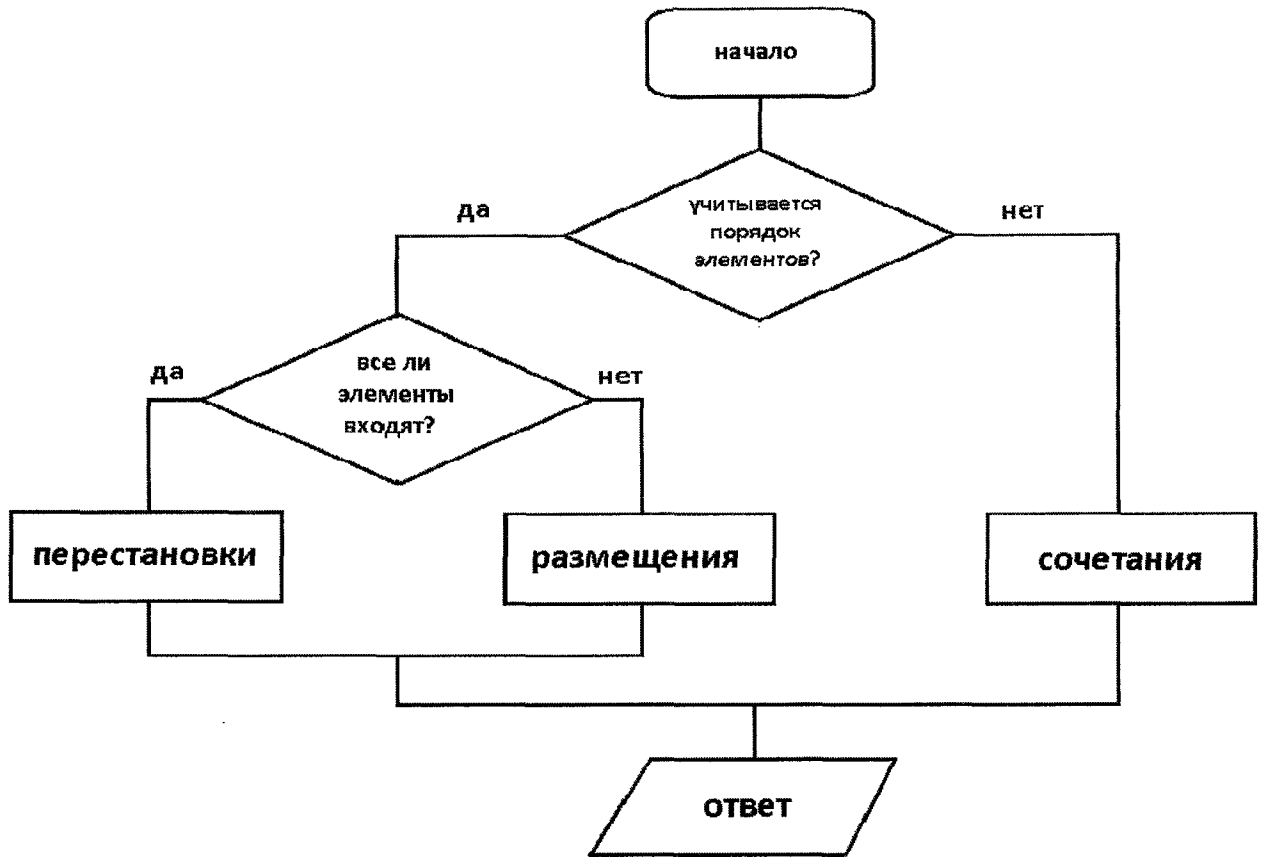 начало
да
учитывается
порядок
элементов?
нет
да
все ли
элементы
входят?
нет
перестановки
размещения
сочетания
ответ